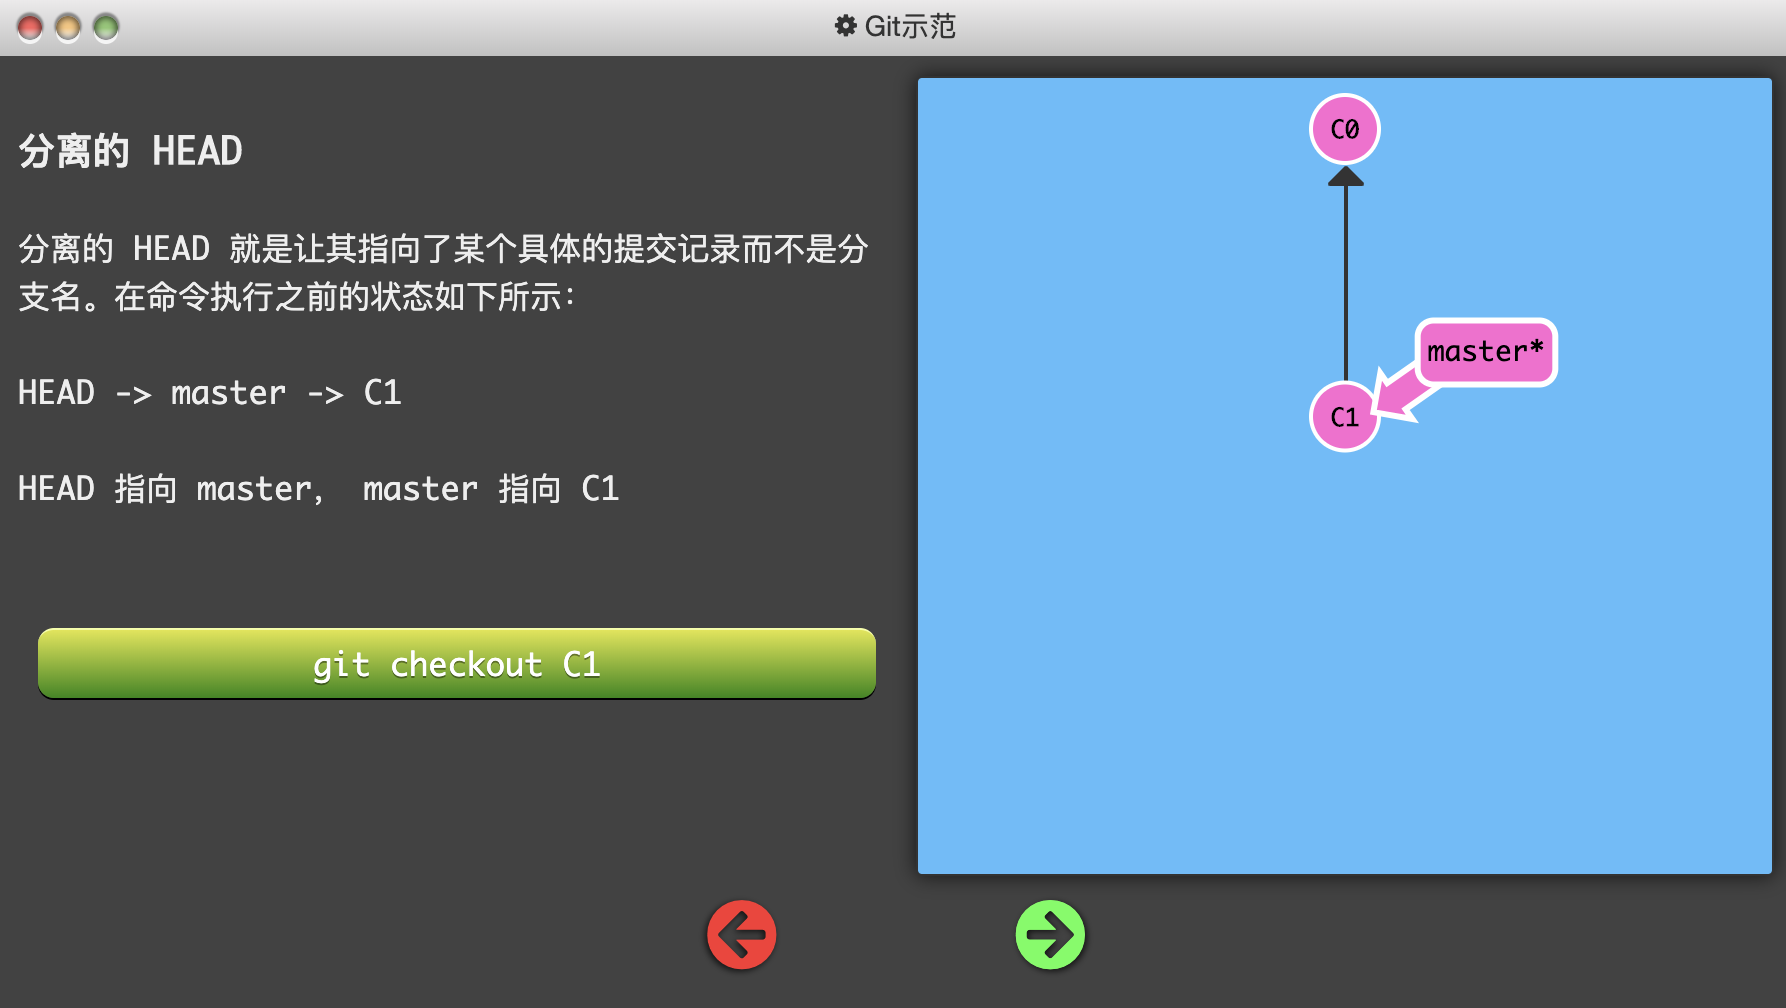 Git示范
分离的 HEAD
分离的 HEAD 就是让其指向了某个具体的提交记录而不是分
支名。在命令执行之前的状态如下所示：
HEAD -> master -> C1
HEAD 指向 master， master 指向 C1
git checkout C1
C0
master*
C1